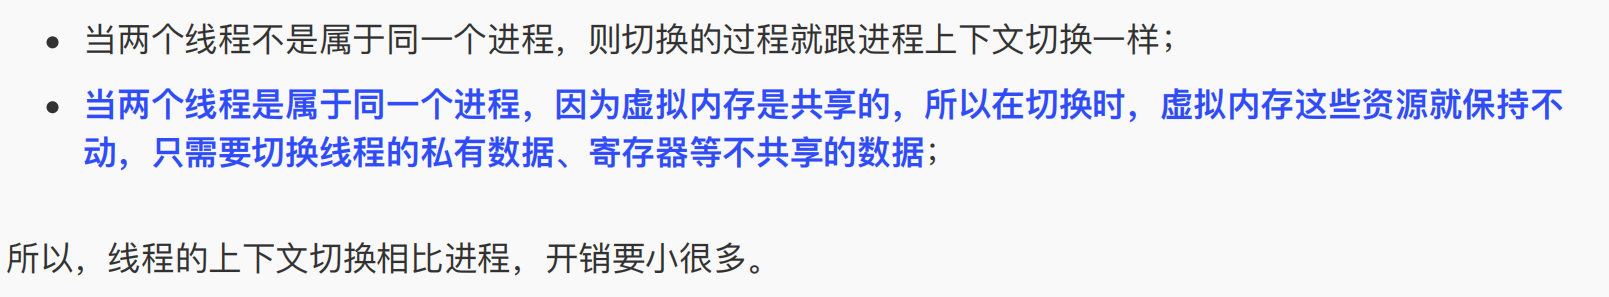 • 当两个线程不是属于同一个进程，则切换的过程就跟进程上下文切换一样；
• 当两个线程是属于同一个进程，因为虚拟内存是共享的，所以在切换时，虚拟内存这些资源就保持不
动，只需要切换线程的私有数据、寄存器等不共享的数据；
所以，线程的上下文切换相比进程，开销要小很多。